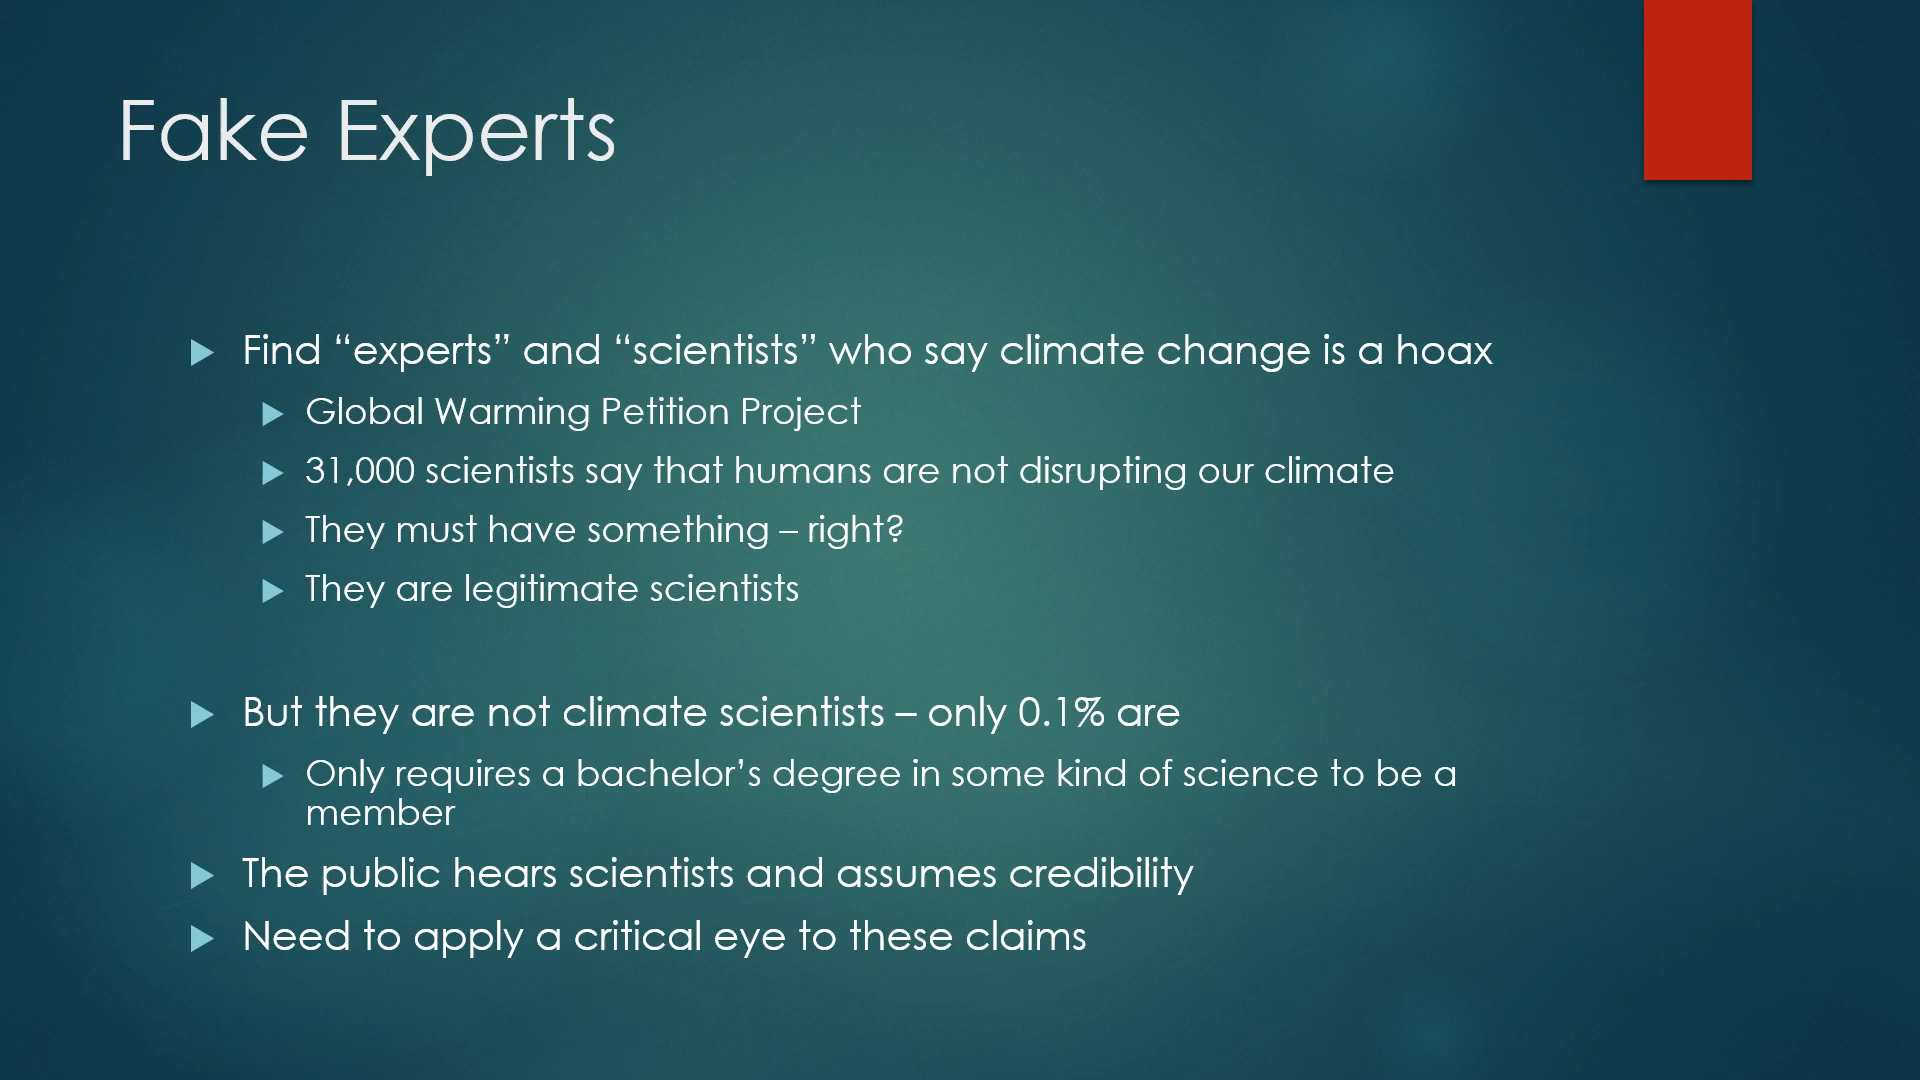 Fake Experts
Find “experts” and “scientists” who say climate change is a hoax
Global Warming Petition Project
31,000 scientists say that humans are not disrupting our climate
They must have something – right?
They are legitimate scientists
But they are not climate scientists – only 0.1% are
Only requires a bachelor’s degree in some kind of science to be a
member
The public hears scientists and assumes credibility
Need to apply a critical eye to these claims